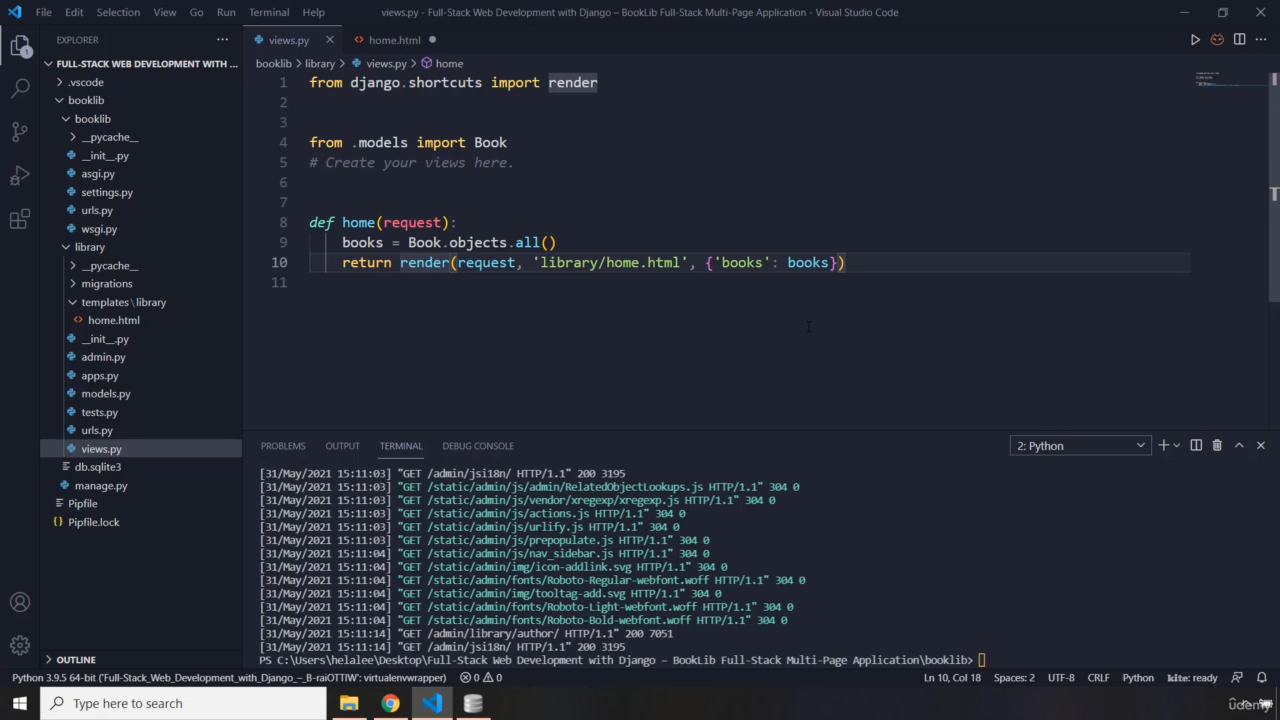 File Edit Selection View Go Run Terminal Help
views.py - Full-Stack Web Development with Django – BookLib Full-Stack Multi-Page Application - Visual Studio Code
EXPLORER
views.py
home.html
FULL-STACK WEB DEVELOPMENT WITH ...
booklib > library > views.py > home
.vscode
booklib
booklib
__pycache__
__init__.py
asgi.py
settings.py
urls.py
wsgi.py
library
__pycache__
migrations
templates\library
home.html
__init__.py
admin.py
apps.py
models.py
tests.py
urls.py
views.py
db.sqlite3
manage.py
Pipfile
Pipfile.lock
OUTLINE
1 from django.shortcuts import render
2
3
4 from .models import Book
5 # Create your views here.
6
7
8 def home(request):
9 books = Book.objects.all()
10 return render(request, 'library/home.html', {'books': books})
11
PROBLEMS OUTPUT TERMINAL DEBUG CONSOLE
2: Python
[31/May/2021 15:11:03] "GET /admin/jsi18n/ HTTP/1.1" 200 3195
[31/May/2021 15:11:03] "GET /static/admin/js/admin/RelatedObjectLookups.js HTTP/1.1" 304 0
[31/May/2021 15:11:03] "GET /static/admin/js/vendor/xregexp/xregexp.js HTTP/1.1" 304 0
[31/May/2021 15:11:03] "GET /static/admin/js/actions.js HTTP/1.1" 304 0
[31/May/2021 15:11:03] "GET /static/admin/js/urlify.js HTTP/1.1" 304 0
[31/May/2021 15:11:03] "GET /static/admin/js/prepopulate.js HTTP/1.1" 304 0
[31/May/2021 15:11:04] "GET /static/admin/js/nav_sidebar.js HTTP/1.1" 304 0
[31/May/2021 15:11:04] "GET /static/admin/img/icon-addlink.svg HTTP/1.1" 304 0
[31/May/2021 15:11:04] "GET /static/admin/fonts/Roboto-Regular-webfont.woff HTTP/1.1" 304 0
[31/May/2021 15:11:04] "GET /static/admin/img/tooltag-add.svg HTTP/1.1" 304 0
[31/May/2021 15:11:04] "GET /static/admin/fonts/Roboto-Light-webfont.woff HTTP/1.1" 304 0
[31/May/2021 15:11:04] "GET /static/admin/fonts/Roboto-Bold-webfont.woff HTTP/1.1" 304 0
[31/May/2021 15:11:14] "GET /admin/library/author/ HTTP/1.1" 200 7051
[31/May/2021 15:11:14] "GET /admin/jsi18n/ HTTP/1.1" 200 3195
PS C:\Users\helalee\Desktop\Full-Stack Web Development with Django – BookLib Full-Stack Multi-Page Application\booklib>
Python 3.9.5 64-bit ('Full-Stack_Web_Development_with_Django_–_B-raiOTTIW': virtualenvwrapper) 0 0
Ln 10, Col 18 Spaces: 2 UTF-8 CRLF Python kite: ready
Type here to search
udemy